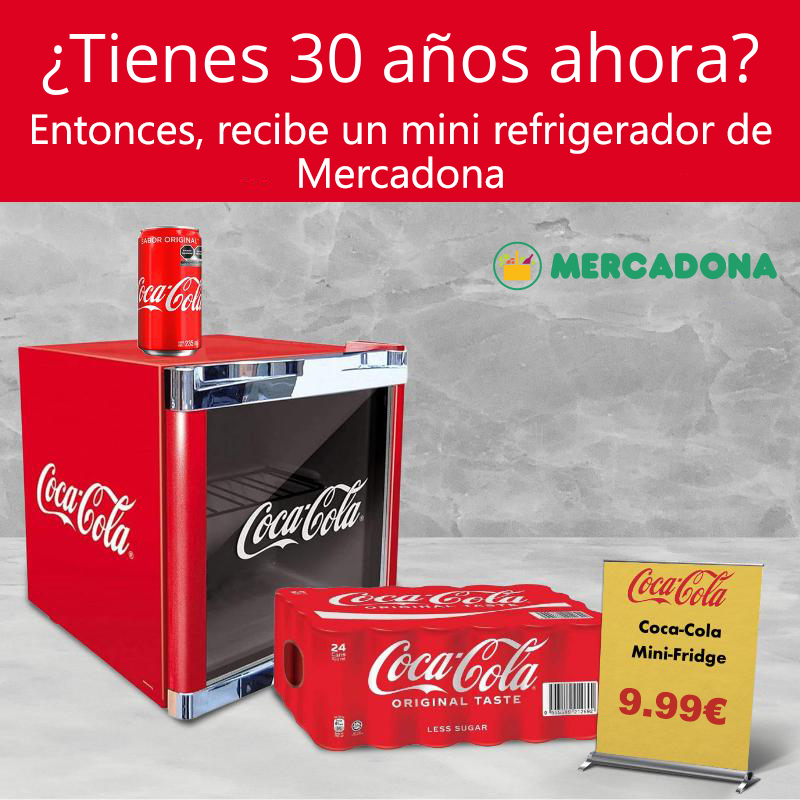 ¿Tienes 30 años ahora?
Entonces, recibe un mini refrigerador de
Mercadona
SABOR ORIGINAL
Coca-Cola
235 ml
MERCADONA
Coca-Cola
Coca-Cola
Coca-Cola
ORIGINAL TASTE
24
Coca-Cola
ORIGINAL TASTE
LESS SUGAR
Coca-Cola
Coca-Cola
Mini-Fridge
9.99€